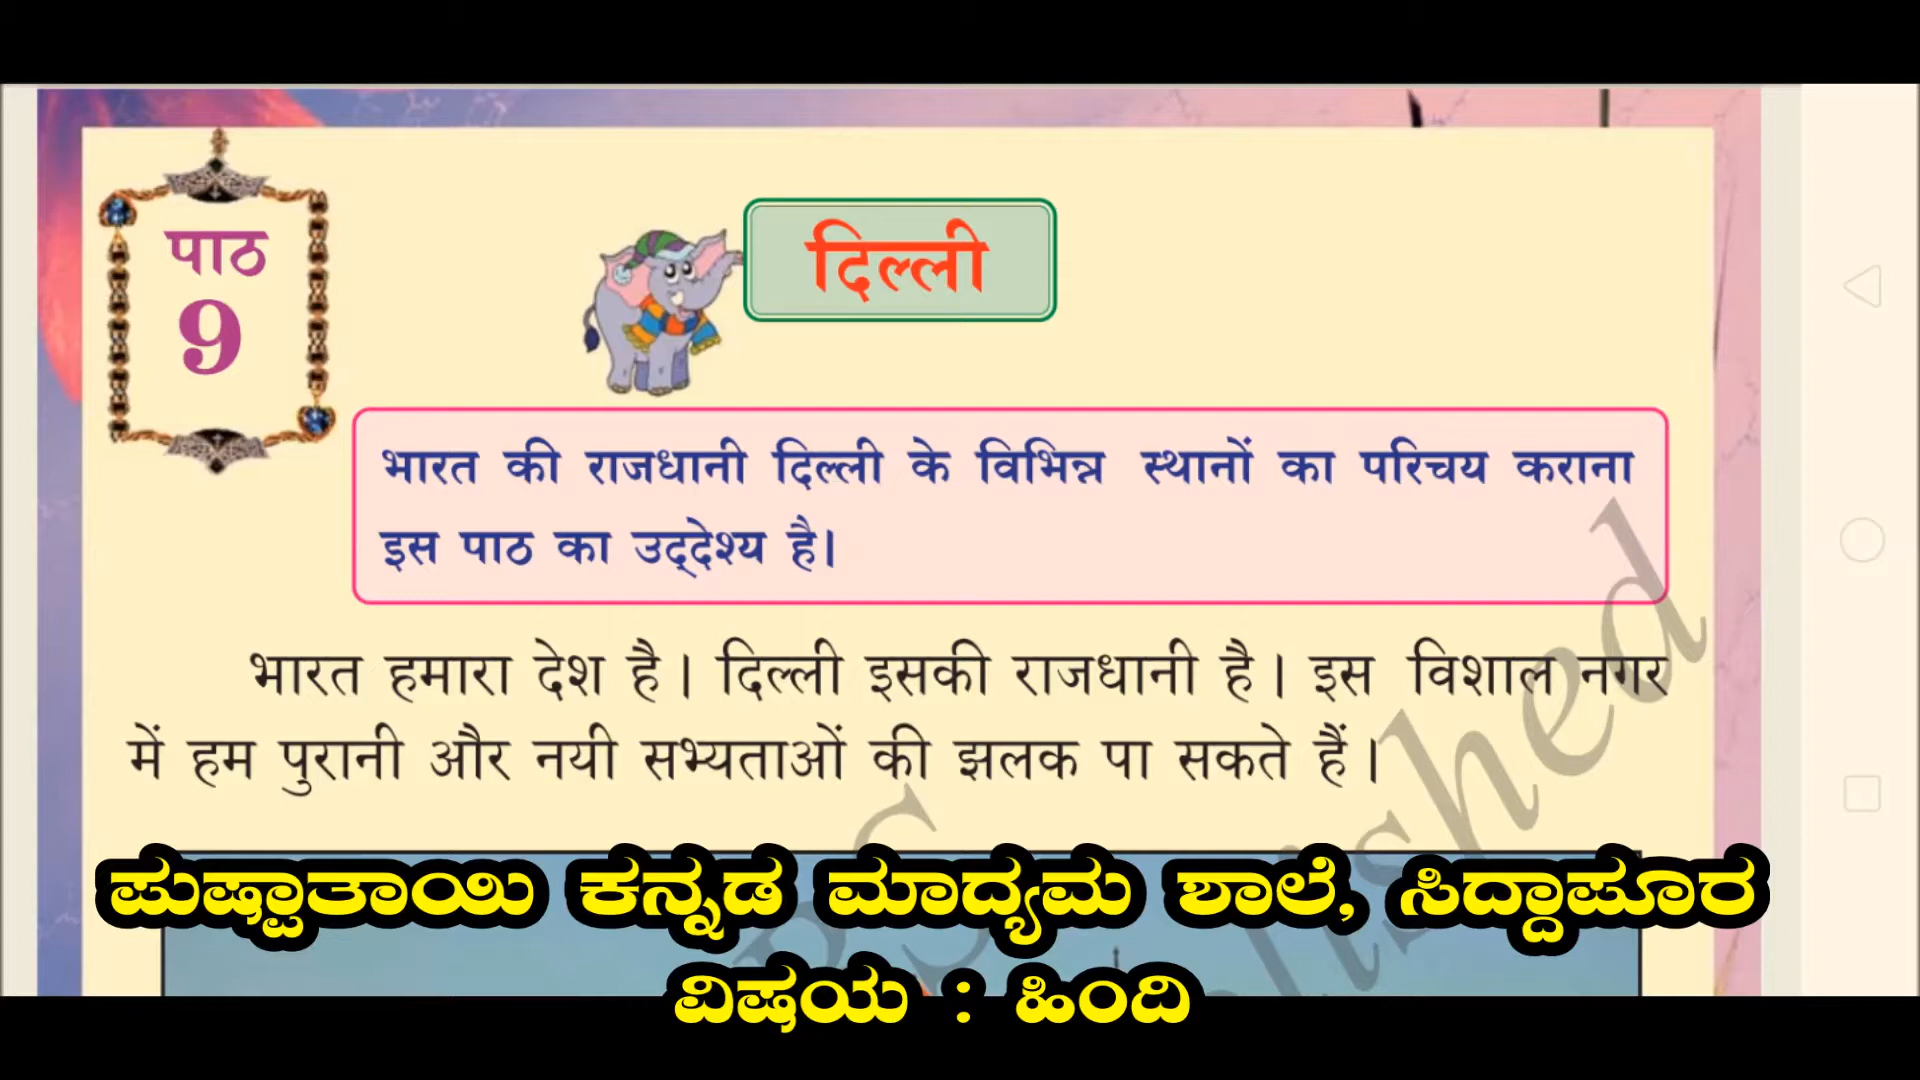 पाठ
9
दिल्ली
भारत की राजधानी दिल्ली के विभिन्न स्थानों का परिचय कराना
इस पाठ का उद्‌देश्य है।
भारत हमारा देश है। दिल्ली इसकी राजधानी है। इस विशाल नगर
में हम पुरानी और नयी सभ्यताओं की झलक पा सकते हैं।
ಪುಷ್ಪಾತಾಯಿ ಕನ್ನಡ ಮಾದ್ಯಮ ಶಾಲೆ, ಸಿದ್ದಾಪೂರ
ವಿಷಯ : ಹಿಂದಿ